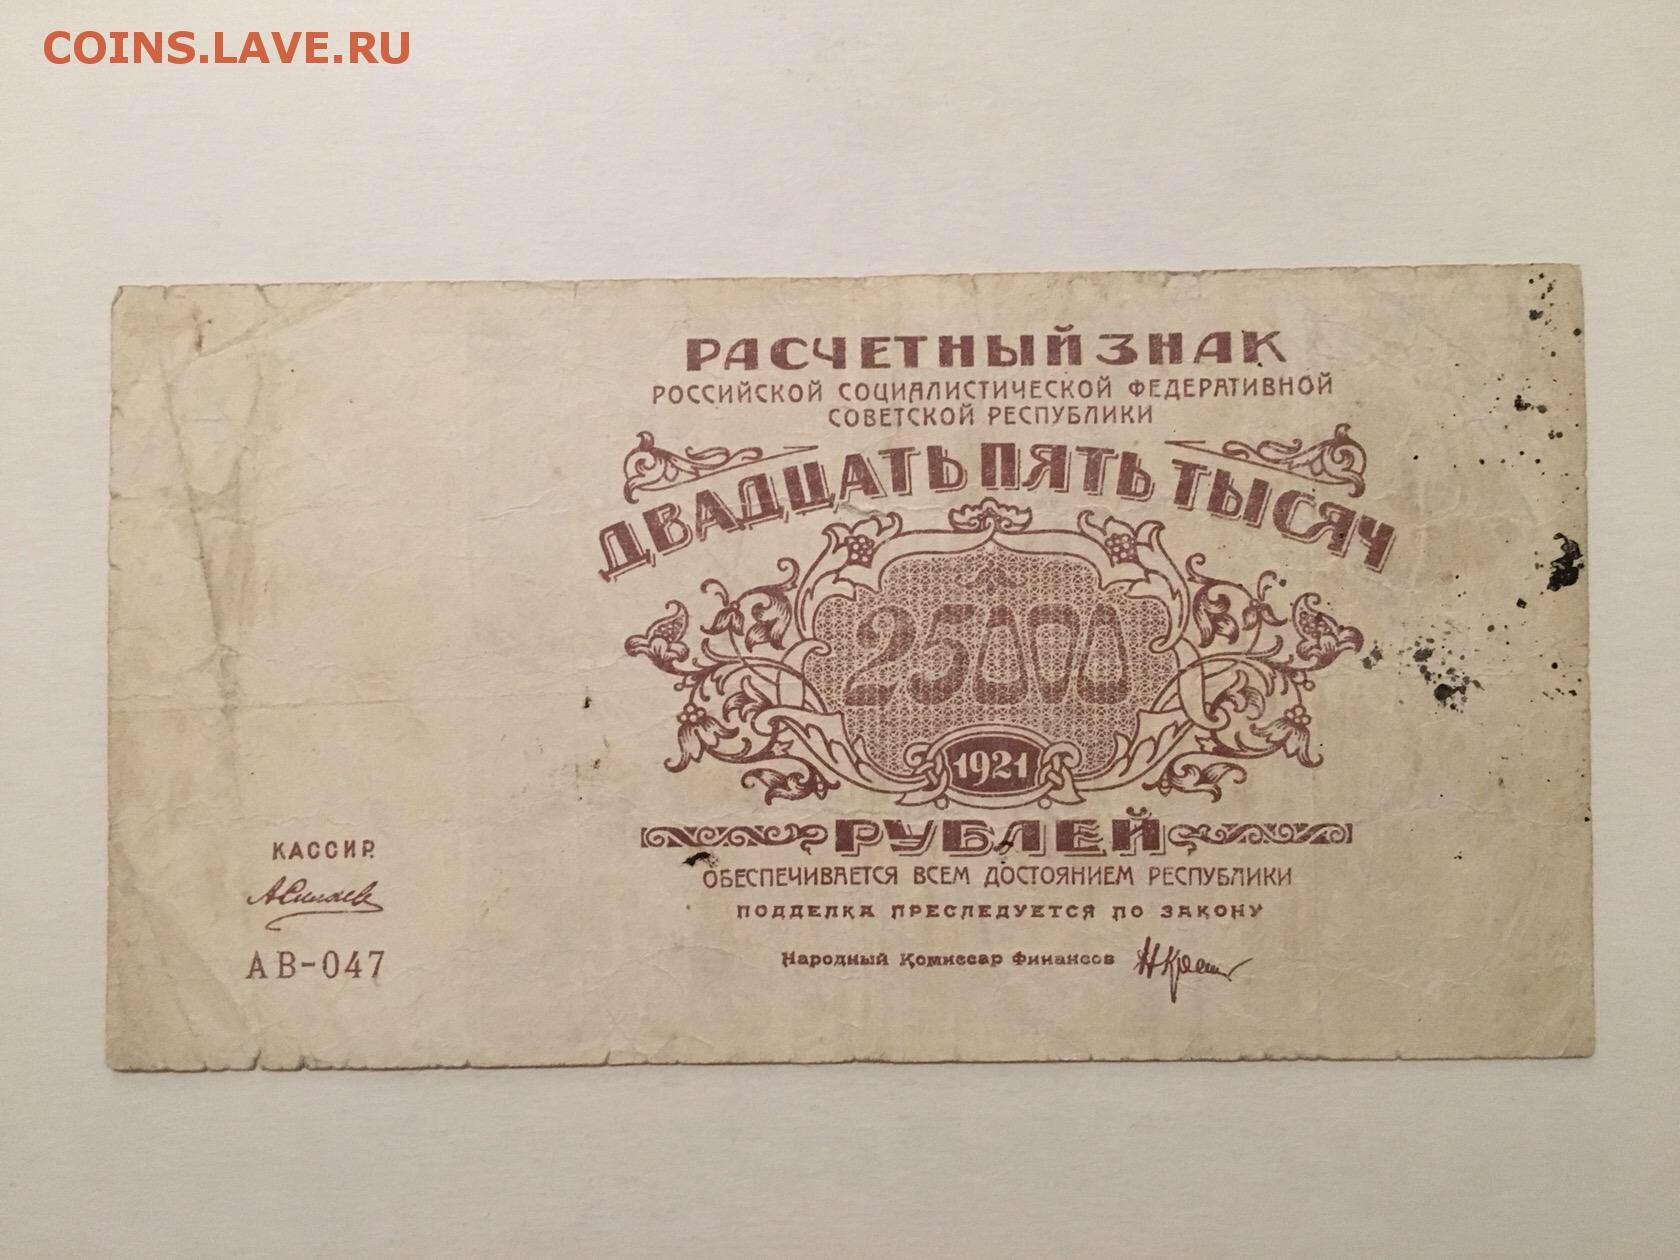 COINS.LAVE.RU
РАСЧЕТНЫЙ ЗНАК
РОССИЙСКОЙ СОЦИАЛИСТИЧЕСКОЙ ФЕДЕРАТИВНОЙ
СОВЕТСКОЙ РЕСПУБЛИКИ
ДВАДЦАТЬ ПЯТЬ ТЫСЯЧ
25000
1921
РУБЛЕЙ
ОБЕСПЕЧИВАЕТСЯ ВСЕМ ДОСТОЯНИЕМ РЕСПУБЛИКИ
ПОДДЕЛКА ПРЕСЛЕДУЕТСЯ ПО ЗАКОНУ
Народный Комиссар Финансов
КАССИР
АВ-047